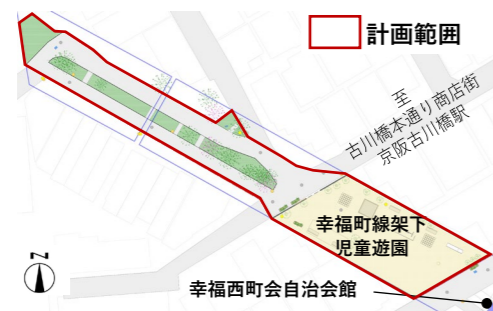 計画範囲
至
古川橋本通り商店街
京阪古川橋駅
幸福町線架下
児童遊園
N
幸福西町会自治会館